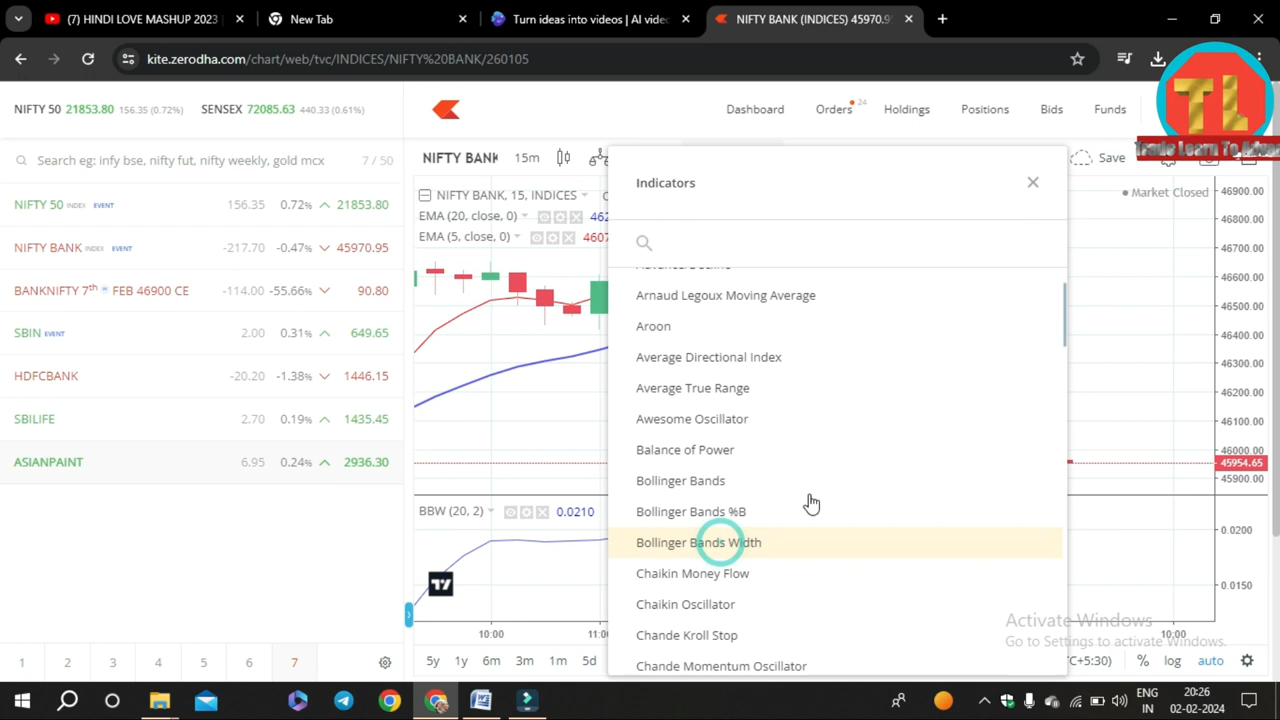 (7) HINDI LOVE MASHUP 2023
New Tab
Turn ideas into videos | AI video
NIFTY BANK (INDICES) 45970.9
kite.zerodha.com/chart/web/tvc/INDICES/NIFTY%20BANK/260105
NIFTY 50 21853.80 156.35 (0.72%) SENSEX 72085.63 440.33 (0.61%)
Dashboard Orders 24 Holdings Positions Bids Funds
TL
Search eg: infy bse, nifty fut, nifty weekly, gold mcx 7 / 50
NIFTY BANK 15m Save
Indicators
NIFTY BANK, 15, INDICES
Market Closed
EMA (20, close, 0) 462
EMA (5, close, 0) 4607
NIFTY 50 INDEX EVENT 156.35 0.72% 21853.80
NIFTY BANK INDEX EVENT -217.70 -0.47% 45970.95
BANKNIFTY 7th FEB 46900 CE -114.00 -55.66% 90.80
SBIN EVENT 2.00 0.31% 649.65
HDFCBANK -20.20 -1.38% 1446.15
SBILIFE 2.70 0.19% 1435.45
ASIANPAINT 6.95 0.24% 2936.30
Arnaud Legoux Moving Average
Aroon
Average Directional Index
Average True Range
Awesome Oscillator
Balance of Power
Bollinger Bands
Bollinger Bands %B
Bollinger Bands Width
Chaikin Money Flow
Chaikin Oscillator
Chande Kroll Stop
Chande Momentum Oscillator
46900.00
46800.00
46700.00
46600.00
46500.00
46400.00
46300.00
46200.00
46100.00
46000.00
45954.65
45900.00
BBW (20, 2) 0.0210
0.0200
0.0150
10:00 11:0 10:00
Activate Windows
Go to Settings to activate Windows.
1 2 3 4 5 6 7
5y 1y 6m 3m 1m 5d
TC+5:30) % log auto
ENG
IN
20:26
02-02-2024